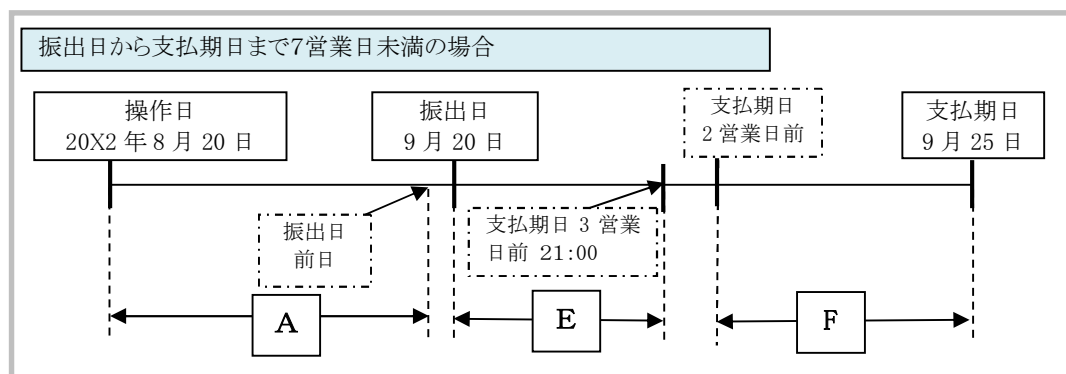 振出日から支払期日まで7営業日未満の場合
操作日
20X2 年 8 月 20 日
振出日
9 月 20 日
支払期日
2 営業日前
支払期日
9 月 25 日
振出日
前日
支払期日 3 営業
日前 21:00
A
E
F